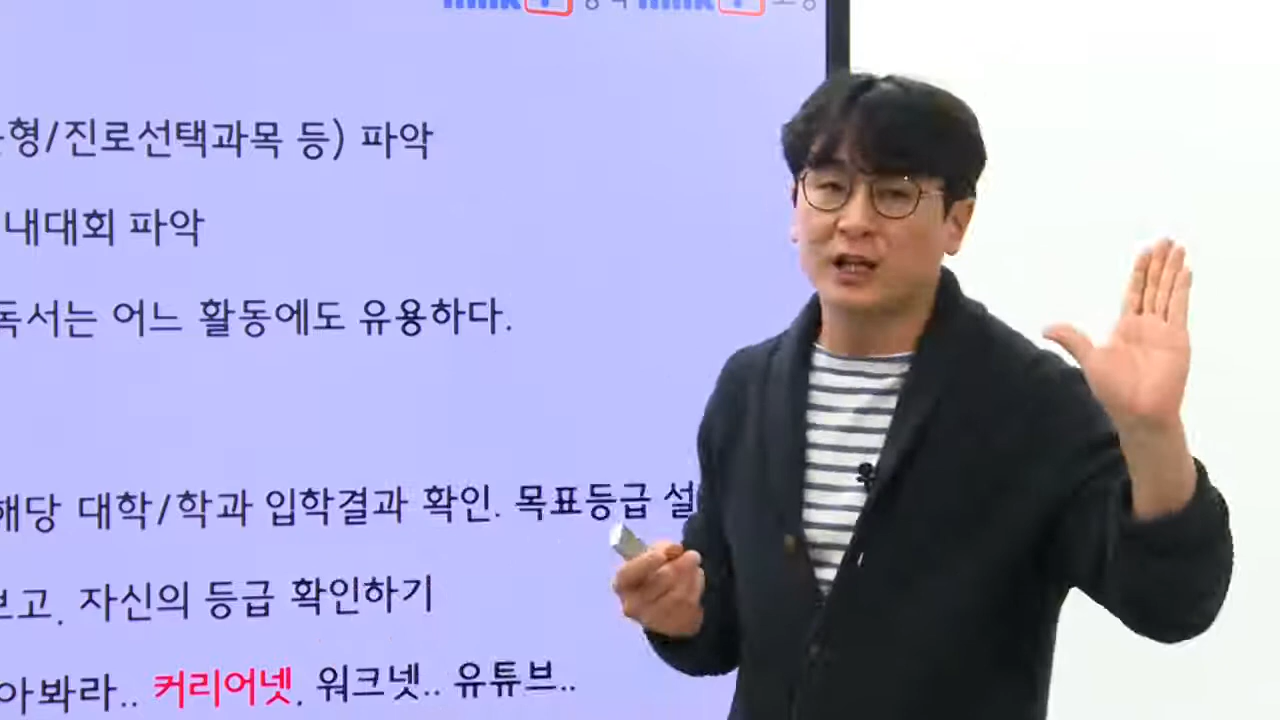 형/진로선택과목 등) 파악
내대회 파악
독서는 어느 활동에도 유용하다.
해당 대학/학과 입학결과 확인. 목표등급 설
보고. 자신의 등급 확인하기
아봐라.. 커리어넷. 워크넷.. 유튜브..